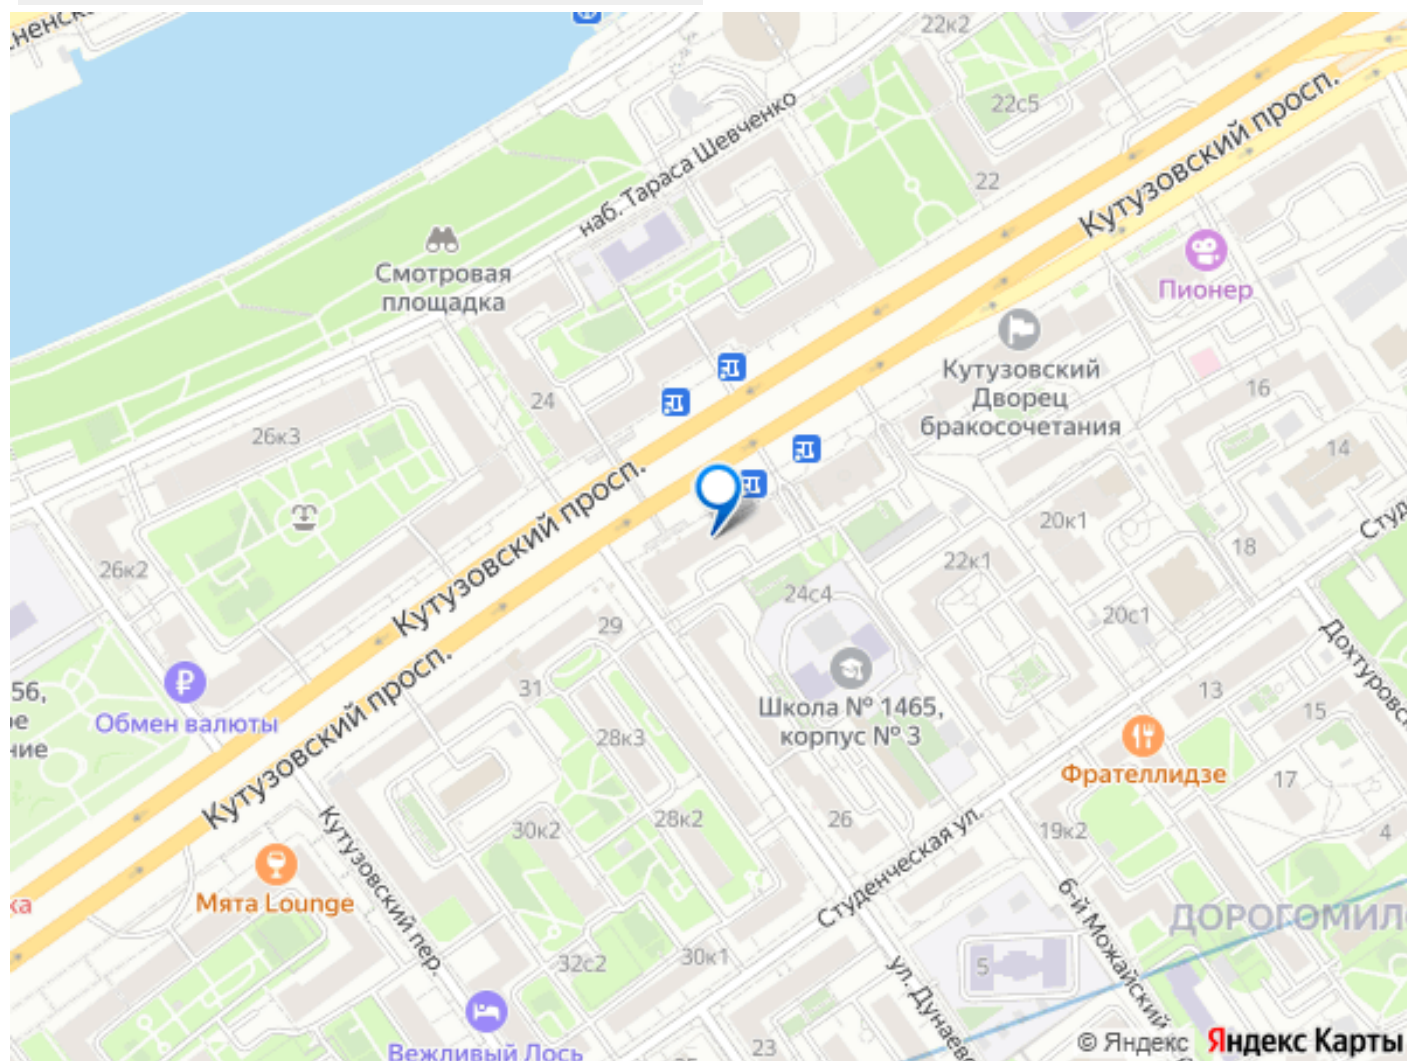 22к2
22с5
Кутузовский просп.
наб. Тараса Шевченко
22
Пионер
Смотровая
площадка
Кутузовский
Дворец
бракосочетания
16
24
26к3
14
Кутузовский просп.
20к1
18
26к2
22к1
24с4
20с1
29
56,
31
13
Обмен валюты
Школа № 1465,
корпус № 3
15
28к3
Фрателлидзе
17
Кутузовский просп.
30к2
28к2
26
19к2
4
Студенческая ул.
Кутузовский пер.
Мята Lounge
6-й Можайский
ДОРОГОМИЛ
32с2
30к1
5
ул. Дунаевс
Вежливый Лось
23
© Яндекс Яндекс Карты